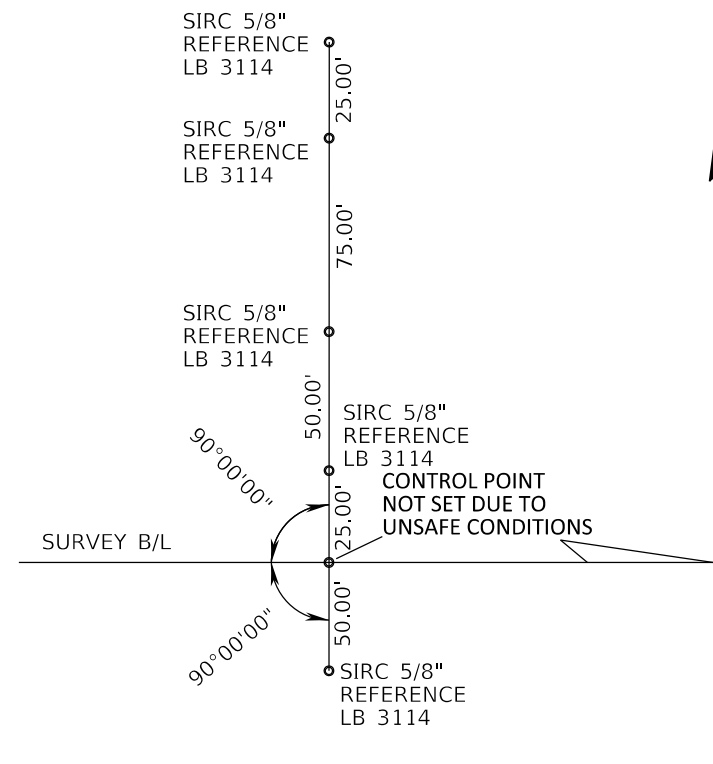 SIRC 5/8"
REFERENCE
LB 3114
25.00'
SIRC 5/8"
REFERENCE
LB 3114
75.00'
SIRC 5/8"
REFERENCE
LB 3114
50.00'
SIRC 5/8"
REFERENCE
LB 3114
90°00'00"
CONTROL POINT
NOT SET DUE TO
UNSAFE CONDITIONS
25.00'
SURVEY B/L
50.00'
90°00'00"
SIRC 5/8"
REFERENCE
LB 3114